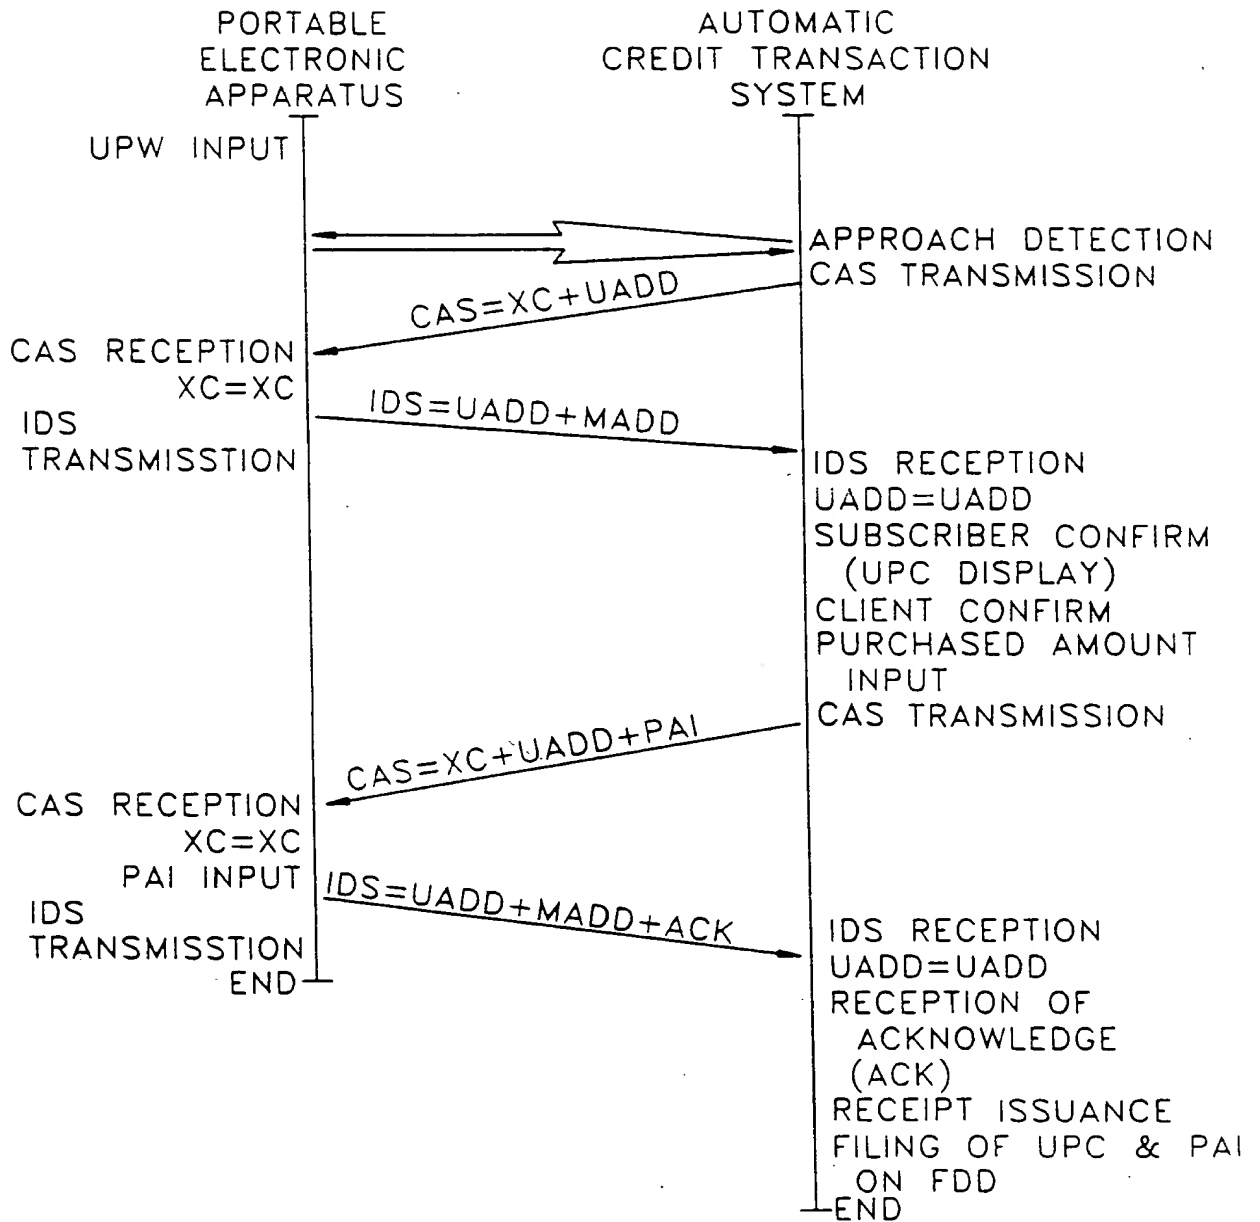 PORTABLE
ELECTRONIC
APPARATUS
AUTOMATIC
CREDIT TRANSACTION
SYSTEM
UPW INPUT
APPROACH DETECTION
CAS TRANSMISSION
CAS=XC+UADD
CAS RECEPTION
XC=XC
IDS=UADD+MADD
IDS
TRANSMISSTION
IDS RECEPTION
UADD=UADD
SUBSCRIBER CONFIRM
(UPC DISPLAY)
CLIENT CONFIRM
PURCHASED AMOUNT
INPUT
CAS TRANSMISSION
CAS=XC+UADD+PAI
CAS RECEPTION
XC=XC
PAI INPUT
IDS=UADD+MADD+ACK
IDS
TRANSMISSTION
END
IDS RECEPTION
UADD=UADD
RECEPTION OF
ACKNOWLEDGE
(ACK)
RECEIPT ISSUANCE
FILING OF UPC & PAI
ON FDD
END